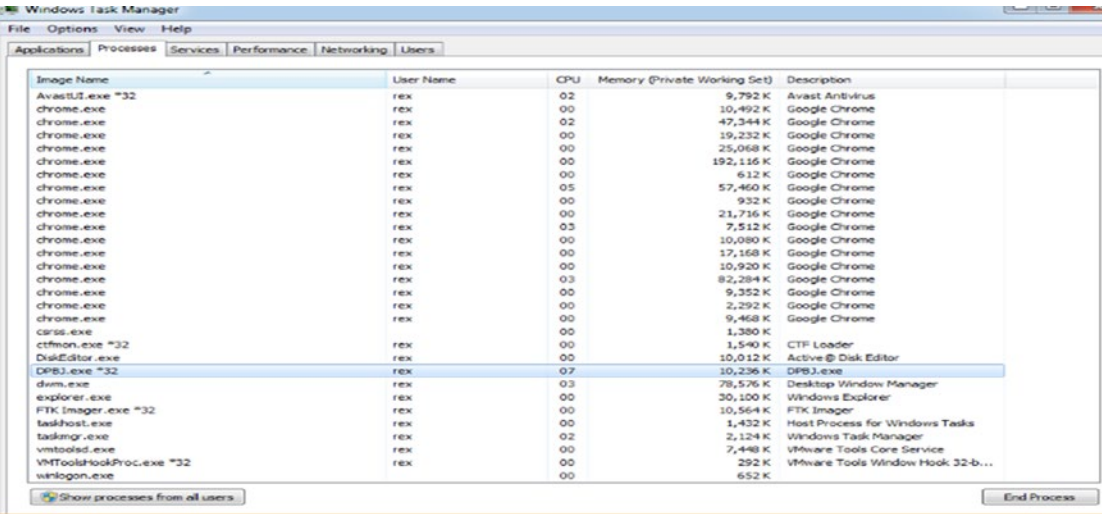 Windows Task Manager
File Options View Help
Applications Processes Services Performance Networking Users
Image Name User Name CPU Memory (Private Working Set) Description
AvastUI.exe *32 rex 02 9,792 K Avast Antivirus
chrome.exe rex 00 10,492 K Google Chrome
chrome.exe rex 02 47,344 K Google Chrome
chrome.exe rex 00 19,232 K Google Chrome
chrome.exe rex 00 25,068 K Google Chrome
chrome.exe rex 00 192,116 K Google Chrome
chrome.exe rex 00 612 K Google Chrome
chrome.exe rex 05 57,460 K Google Chrome
chrome.exe rex 00 932 K Google Chrome
chrome.exe rex 00 21,716 K Google Chrome
chrome.exe rex 03 7,512 K Google Chrome
chrome.exe rex 00 10,080 K Google Chrome
chrome.exe rex 00 17,168 K Google Chrome
chrome.exe rex 00 10,920 K Google Chrome
chrome.exe rex 03 82,284 K Google Chrome
chrome.exe rex 00 9,352 K Google Chrome
chrome.exe rex 00 2,292 K Google Chrome
chrome.exe rex 00 9,468 K Google Chrome
csrss.exe 00 1,380 K
ctfmon.exe *32 rex 00 1,540 K CTF Loader
DiskEditor.exe rex 00 10,012 K Active@ Disk Editor
DPBJ.exe *32 rex 07 10,236 K DPBJ.exe
dwm.exe rex 03 78,576 K Desktop Window Manager
explorer.exe rex 00 30,100 K Windows Explorer
FTK Imager.exe *32 rex 00 10,564 K FTK Imager
taskhost.exe rex 00 1,432 K Host Process for Windows Tasks
taskmgr.exe rex 02 2,124 K Windows Task Manager
vmtoolsd.exe rex 00 7,448 K VMware Tools Core Service
VMToolsHookProc.exe *32 rex 00 292 K VMware Tools Window Hook 32-b...
winlogon.exe 00 652 K
Show processes from all users End Process